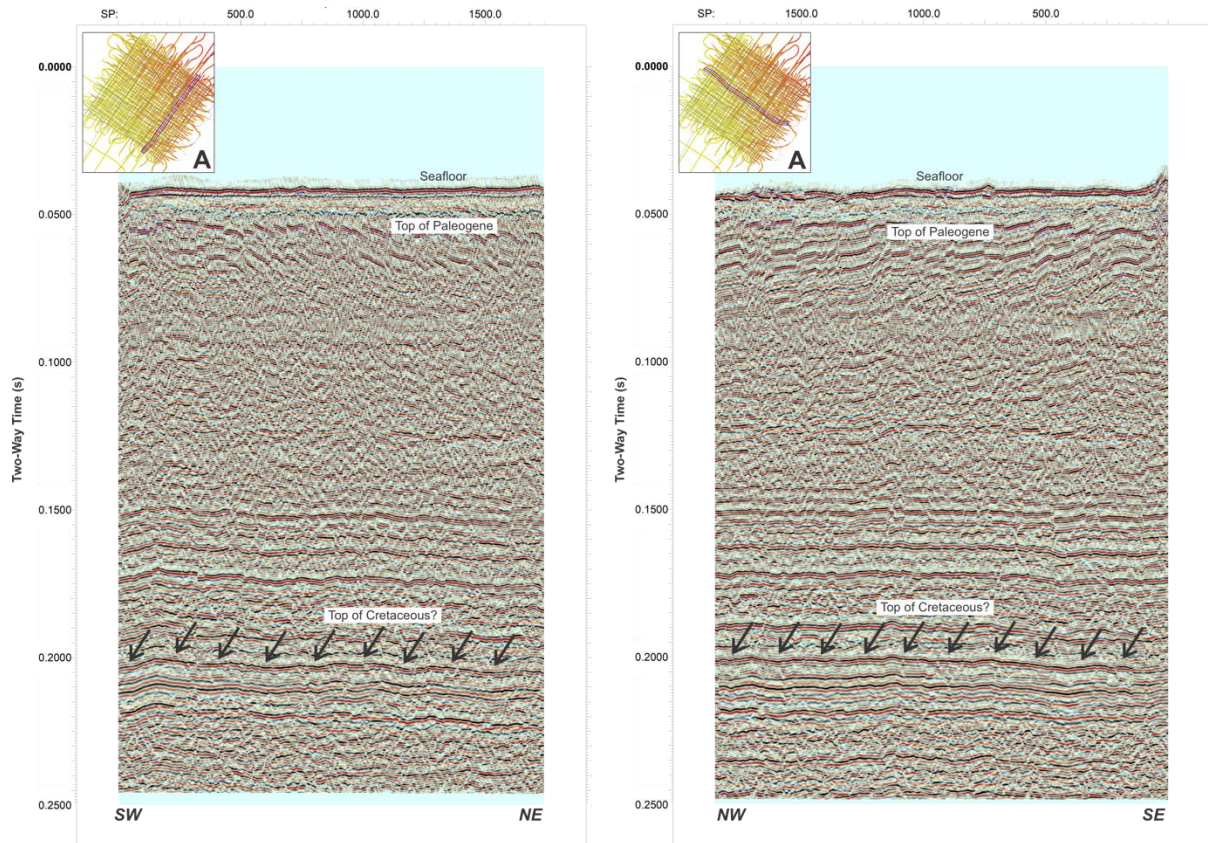 SP: 500.0 1000.0 1500.0
A
0.0000
Seafloor
0.0500
Top of Paleogene
0.1000
Two-Way Time (s)
0.1500
Top of Cretaceous?
0.2000
0.2500
SW NE
SP: 1500.0 1000.0 500.0
A
0.0000
Seafloor
0.0500
Top of Paleogene
0.1000
Two-Way Time (s)
0.1500
Top of Cretaceous?
0.2000
0.2500
NW SE